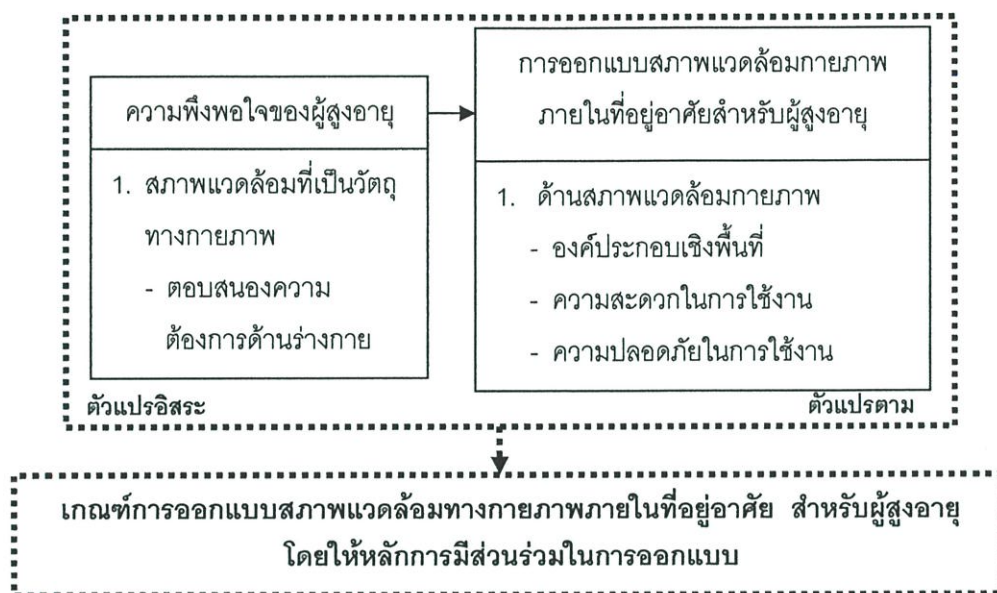 ความพึงพอใจของผู้สูงอายุ
1. สภาพแวดล้อมที่เป็นวัตถุ
ทางกายภาพ
- ตอบสนองความ
ต้องการด้านร่างกาย
ตัวแปรอิสระ
การออกแบบสภาพแวดล้อมกายภาพ
ภายในที่อยู่อาศัยสำหรับผู้สูงอายุ
1. ด้านสภาพแวดล้อมกายภาพ
- องค์ประกอบเชิงพื้นที่
- ความสะดวกในการใช้งาน
- ความปลอดภัยในการใช้งาน
ตัวแปรตาม
เกณฑ์การออกแบบสภาพแวดล้อมทางกายภาพภายในที่อยู่อาศัย สำหรับผู้สูงอายุ
โดยให้หลักการมีส่วนร่วมในการออกแบบ